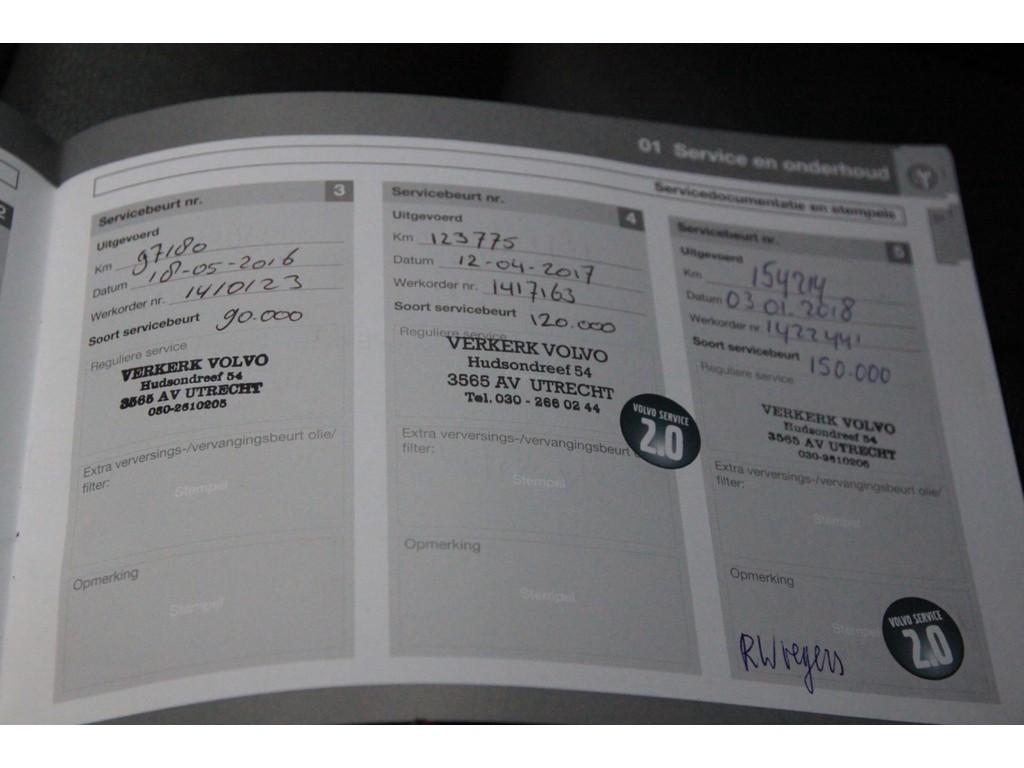 01 Service en onderhoud
Servicedocumentatie en stempels
Servicebeurt nr. 3
Uitgevoerd
Km 97180
Datum 18-05-2016
Werkorder nr. 1410123
Soort servicebeurt 90.000
Reguliere service
VERKERK VOLVO
Hudsondreef 54
3565 AV UTRECHT
030-2610205
Extra verversings-/vervangingsbeurt olie/
filter:
Stempel
Opmerking
Stempel
Servicebeurt nr. 4
Uitgevoerd
Km 123775
Datum 12-04-2017
Werkorder nr. 1417163
Soort servicebeurt 120.000
Reguliere service
VERKERK VOLVO
Hudsondreef 54
3565 AV UTRECHT
Tel. 030 - 266 02 44
VOLVO SERVICE
2.0
Extra verversings-/vervangingsbeurt
filter:
Stempel
Opmerking
Stempel
Servicebeurt nr. 5
Uitgevoerd
Km 154214
Datum 03.01.2018
Werkorder nr.
Soort servicebeurt 150.000
Reguliere service
VERKERK VOLVO
Hudsondreef 54
3565 AV UTRECHT
030-2610205
Extra verversings-/vervangingsbeurt olie/
filter:
Stempel
Opmerking
Stempel
VOLVO SERVICE
2.0